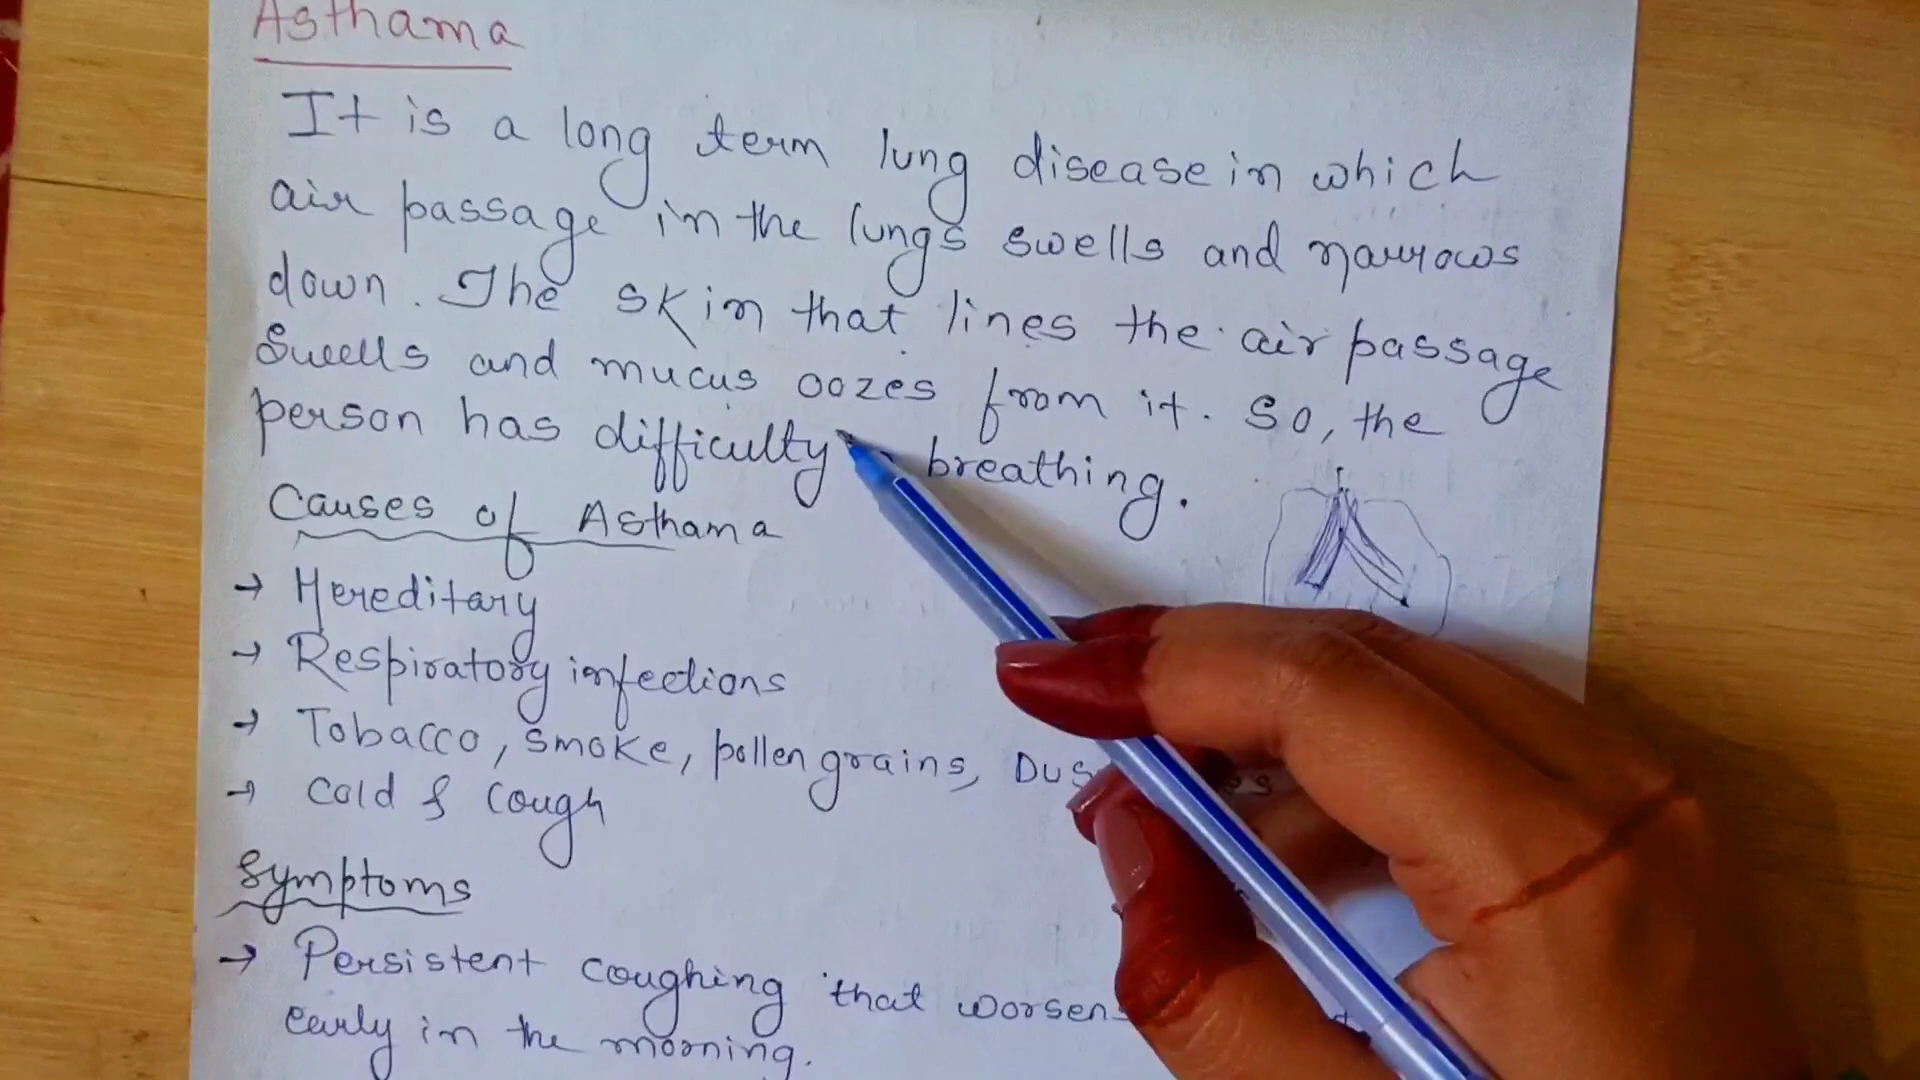 Asthama
It is a long term lung disease in which
air passage in the lungs swells and narrows
down. The skin that lines the air passage
Swells and mucus oozes from it. So, the
person has difficulty breathing.
Causes of Asthama
→ Hereditary
→ Respiratory infections
→ Tobacco, smoke, pollen grains,
→ Cold & Cough
Symptoms
→ Persistent coughing that worsens
early in the morning.